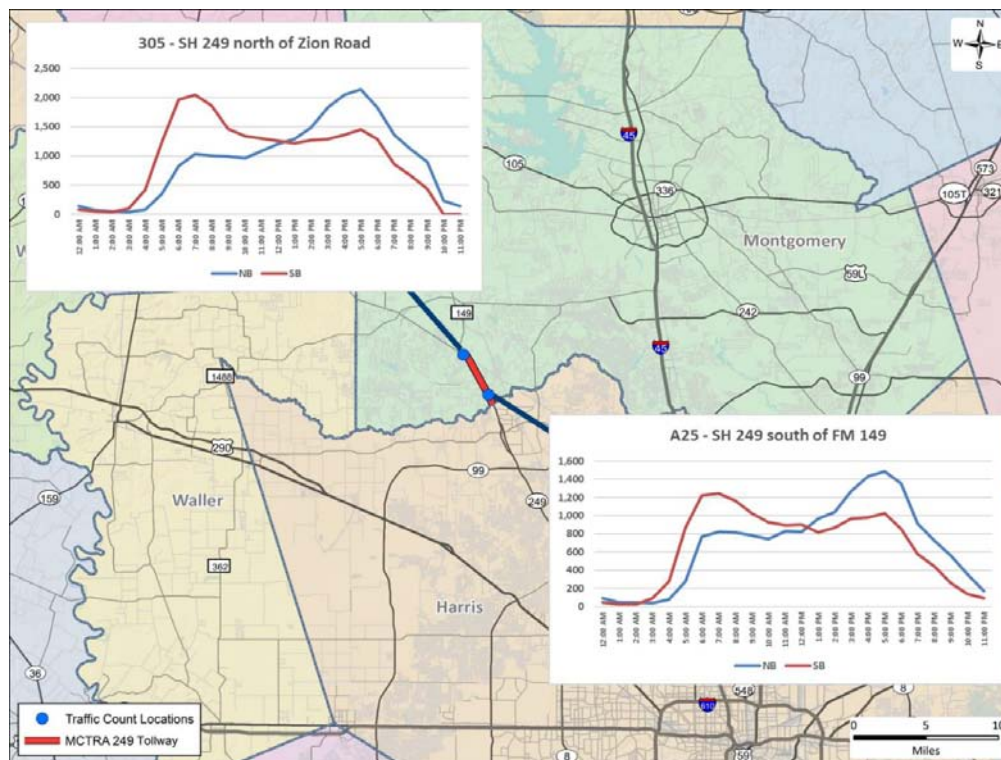 305 - SH 249 north of Zion Road
2,500
2,000
1,500
1,000
500
0
12:00 AM
1:00 AM
2:00 AM
3:00 AM
4:00 AM
5:00 AM
6:00 AM
7:00 AM
8:00 AM
9:00 AM
10:00 AM
11:00 AM
12:00 PM
1:00 PM
2:00 PM
3:00 PM
4:00 PM
5:00 PM
6:00 PM
7:00 PM
8:00 PM
9:00 PM
10:00 PM
11:00 PM
NB
SB
N
W E
S
45
105
336
573
105T
321
Montgomery
59L
149
242
45
1488
99
290
99
159
Waller
249
362
Harris
36
A25 - SH 249 south of FM 149
1,600
1,400
1,200
1,000
800
600
400
200
0
12:00 AM
1:00 AM
2:00 AM
3:00 AM
4:00 AM
5:00 AM
6:00 AM
7:00 AM
8:00 AM
9:00 AM
10:00 AM
11:00 AM
12:00 PM
1:00 PM
2:00 PM
3:00 PM
4:00 PM
5:00 PM
6:00 PM
7:00 PM
8:00 PM
9:00 PM
10:00 PM
11:00 PM
NB
SB
548
8
610
59
8
Traffic Count Locations
MCTRA 249 Tollway
0 5 10
Miles